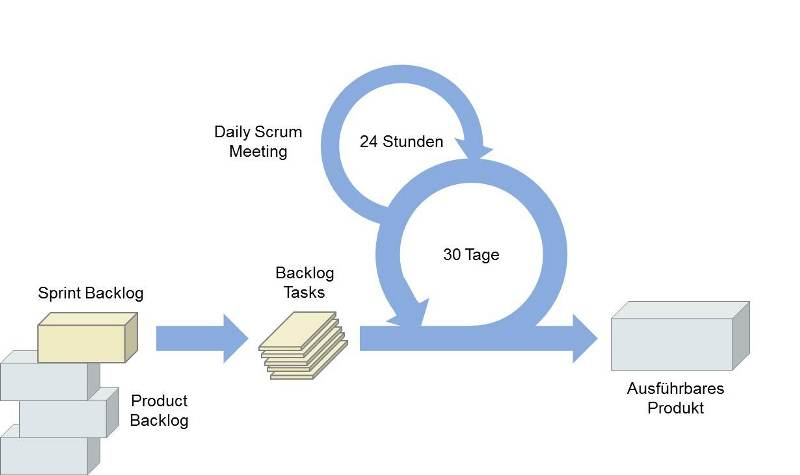 Daily Scrum
Meeting
24 Stunden
30 Tage
Sprint Backlog
Backlog
Tasks
Product
Backlog
Ausführbares
Produkt